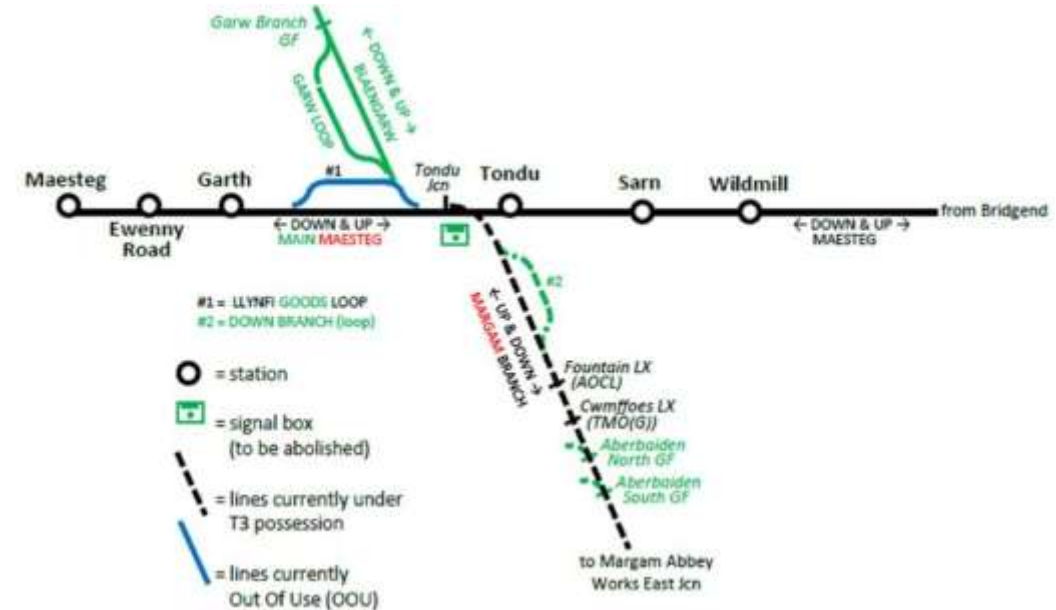 Garw Branch
GF
← DOWN & UP →
BLAENGARW
GARW LOOP
#1
Tondu
Jcn
Maesteg
Garth
Tondu
Sarn
Wildmill
from Bridgend
Ewenny
Road
← DOWN & UP →
MAIN MAESTEG
← DOWN & UP →
MAESTEG
#2
← UP & DOWN →
MARGAM BRANCH
#1 = LLYNFI GOODS LOOP
#2 = DOWN BRANCH (loop)
Fountain LX
(AOCL)
= station
Cwmffoes LX
(TMO(G))
= signal box
(to be abolished)
Aberbaiden
North GF
Aberbaiden
South GF
= lines currently under
T3 possession
to Margam Abbey
Works East Jcn
= lines currently
Out Of Use (OOU)